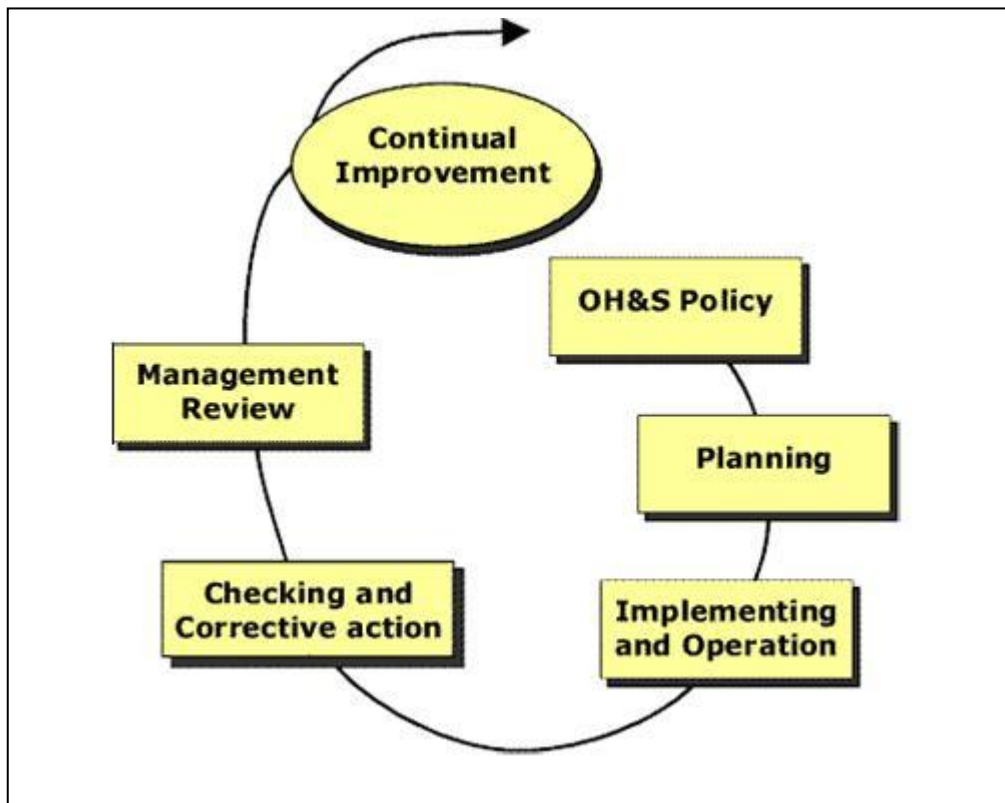 Continual
Improvement
OH&S Policy
Management
Review
Planning
Checking and
Corrective action
Implementing
and Operation